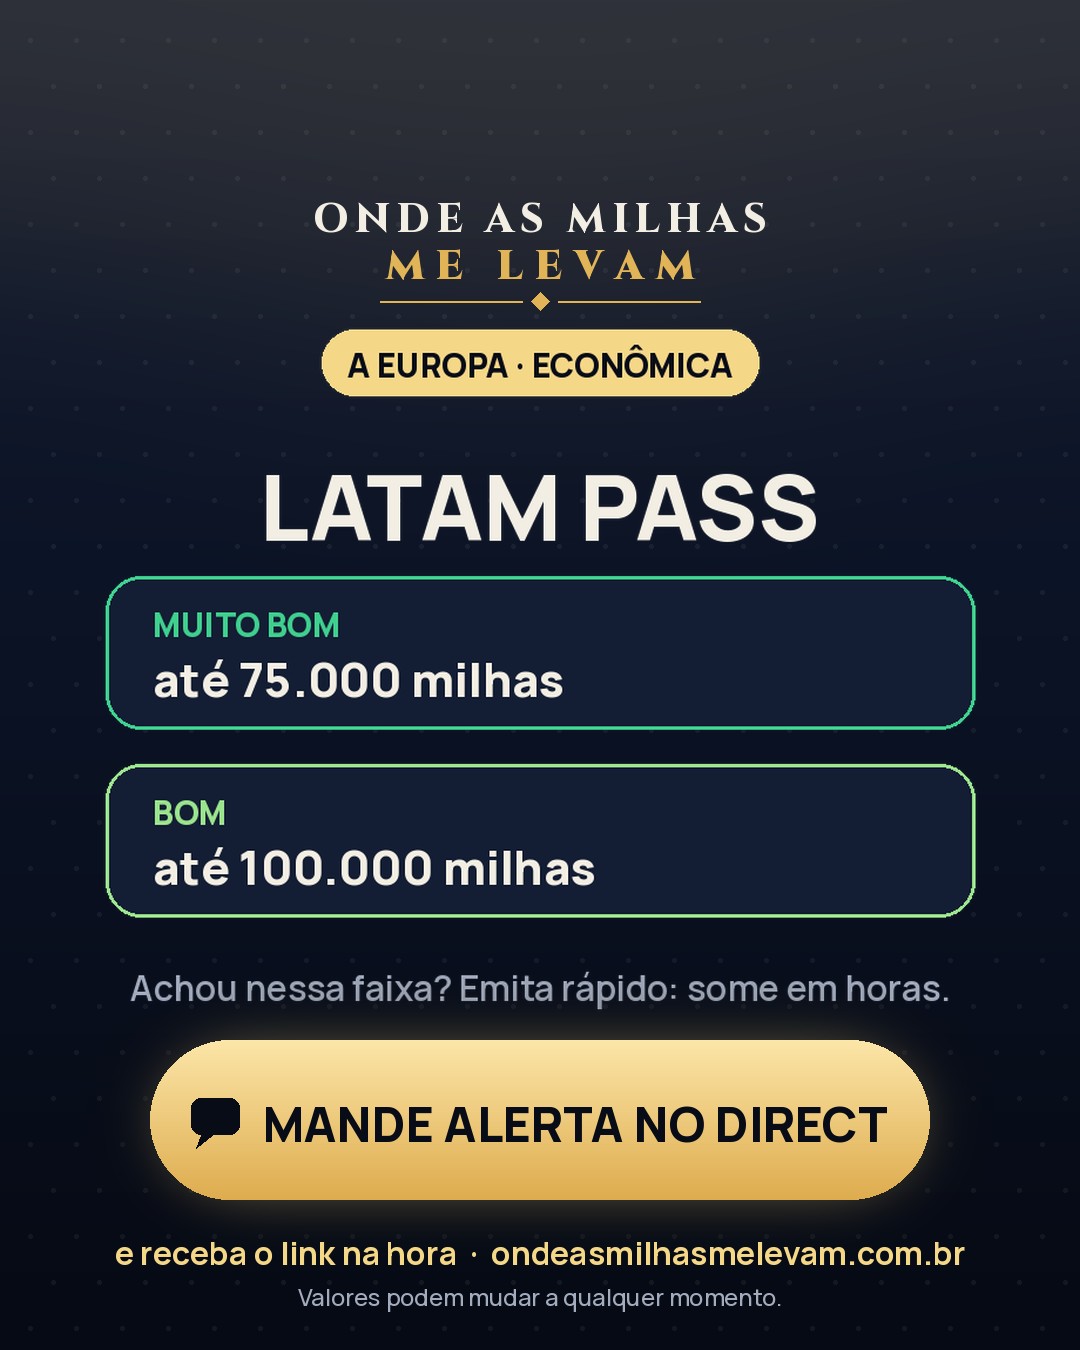 ONDE AS MILHAS
ME LEVAM
A EUROPA · ECONÔMICA
LATAM PASS
MUITO BOM
até 75.000 milhas
BOM
até 100.000 milhas
Achou nessa faixa? Emita rápido: some em horas.
MANDE ALERTA NO DIRECT
e receba o link na hora · ondeasmilhasmelevam.com.br
Valores podem mudar a qualquer momento.